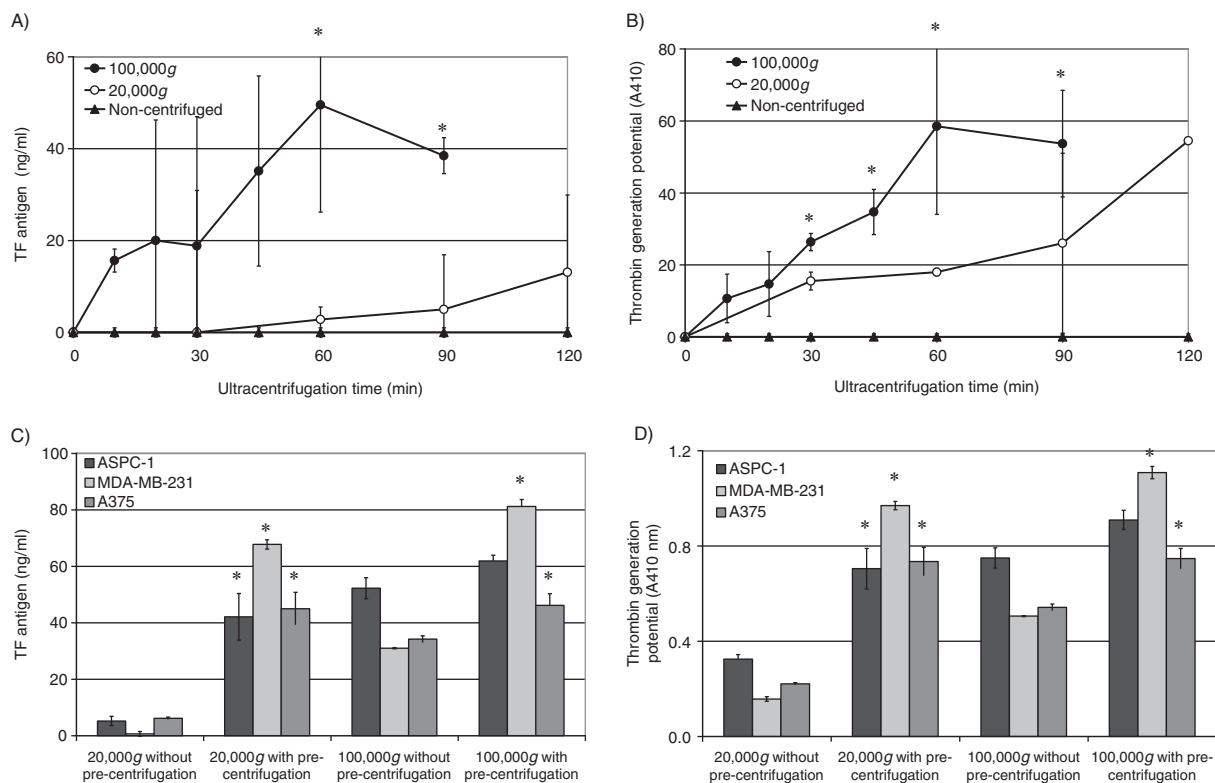 A)
*
60
100,000g
20,000g
Non-centrifuged
*
40
20
0
TF antigen (ng/ml)
0 30 60 90 120
Ultracentrifugation time (min)
B)
*
80
100,000g
20,000g
Non-centrifuged
*
60
*
40
*
20
0
Thrombin generation potential (A410)
0 30 60 90 120
Ultracentrifugation time (min)
C)
100
ASPC-1
MDA-MB-231
A375
80
60
40
20
0
TF antigen (ng/ml)
* * * * *
20,000g without
pre-centrifugation
20,000g with pre-
centrifugation
100,000g without
pre-centrifugation
100,000g with pre-
centrifugation
D)
1.2
ASPC-1
MDA-MB-231
A375
0.8
0.4
0.0
Thrombin generation
potential (A410 nm)
* * * * *
20,000g without
pre-centrifugation
20,000g with pre-
centrifugation
100,000g without
pre-centrifugation
100,000g with pre-
centrifugation